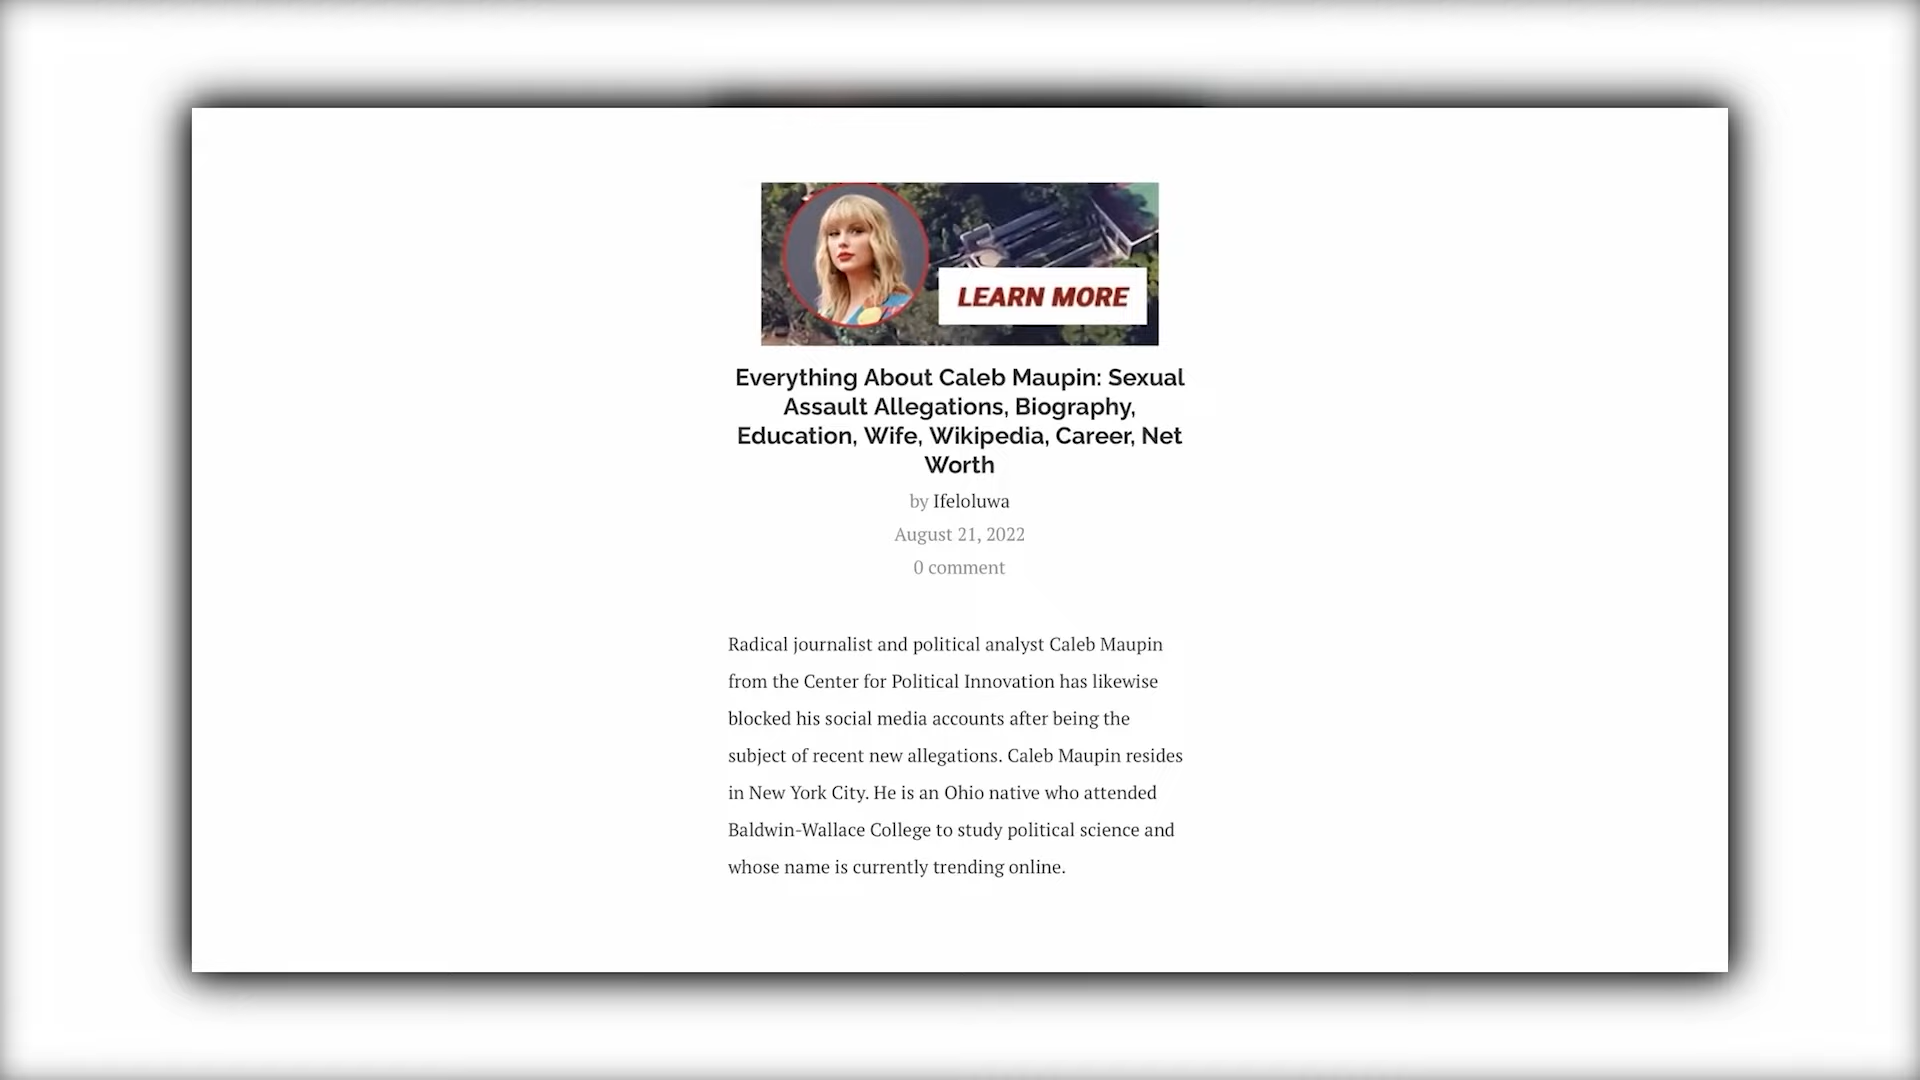 LEARN MORE
Everything About Caleb Maupin: Sexual
Assault Allegations, Biography,
Education, Wife, Wikipedia, Career, Net
Worth
by Ifeloluwa
August 21, 2022
0 comment
Radical journalist and political analyst Caleb Maupin
from the Center for Political Innovation has likewise
blocked his social media accounts after being the
subject of recent new allegations. Caleb Maupin resides
in New York City. He is an Ohio native who attended
Baldwin-Wallace College to study political science and
whose name is currently trending online.